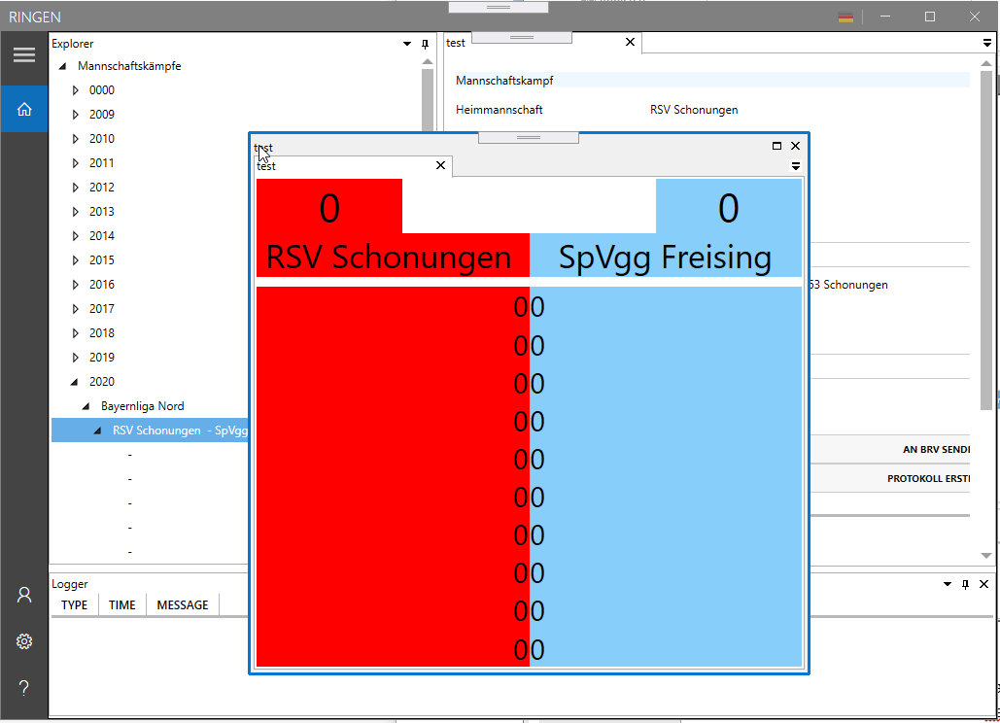 RINGEN
Explorer
test
Mannschaftskämpfe
Mannschaftskampf
0000
2009
Heimmannschaft RSV Schonungen
2010
2011
2012
2013
2014
2015
2016
2017
2018
2019
2020
Bayernliga Nord
RSV Schonungen - SpVgg
-
-
-
-
-
test
test
0 0
RSV Schonungen SpVgg Freising
0 0
0 0
0 0
0 0
0 0
0 0
0 0
0 0
0 0
0 0
53 Schonungen
AN BRV SENDE
PROTOKOLL ERST
Logger
TYPE TIME MESSAGE
?